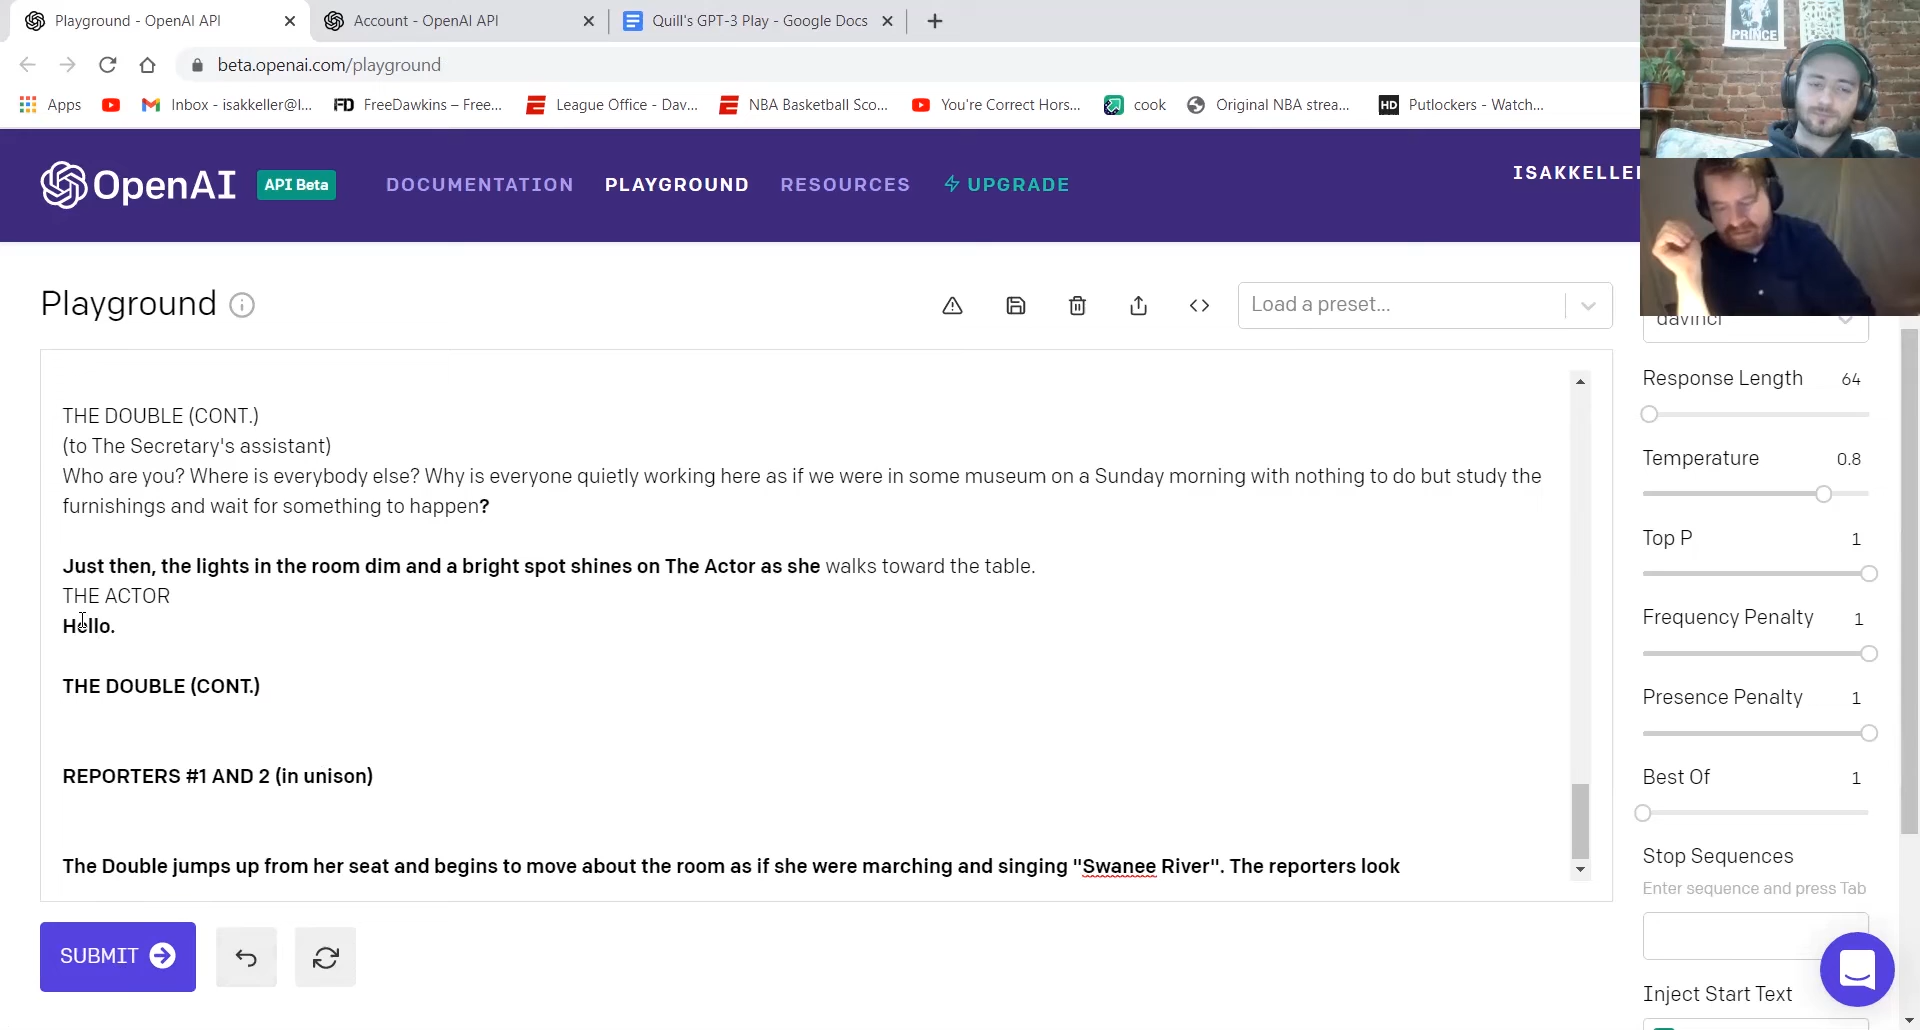 Playground - OpenAI API
Account - OpenAI API
Quill's GPT-3 Play - Google Docs
beta.openai.com/playground
Apps
Inbox - isakkeller@l...
FD FreeDawkins – Free...
League Office - Dav...
NBA Basketball Sco...
You're Correct Hors...
cook
Original NBA strea...
HD Putlockers - Watch...
PRINCE
OpenAI API Beta DOCUMENTATION PLAYGROUND RESOURCES UPGRADE ISAKKELLE
Playground
Load a preset...
davinci
Response Length 64
Temperature 0.8
Top P 1
Frequency Penalty 1
Presence Penalty 1
Best Of 1
Stop Sequences
Enter sequence and press Tab
Inject Start Text
THE DOUBLE (CONT.)
(to The Secretary's assistant)
Who are you? Where is everybody else? Why is everyone quietly working here as if we were in some museum on a Sunday morning with nothing to do but study the
furnishings and wait for something to happen?
Just then, the lights in the room dim and a bright spot shines on The Actor as she walks toward the table.
THE ACTOR
Hello.
THE DOUBLE (CONT.)
REPORTERS #1 AND 2 (in unison)
The Double jumps up from her seat and begins to move about the room as if she were marching and singing "Swanee River". The reporters look
SUBMIT